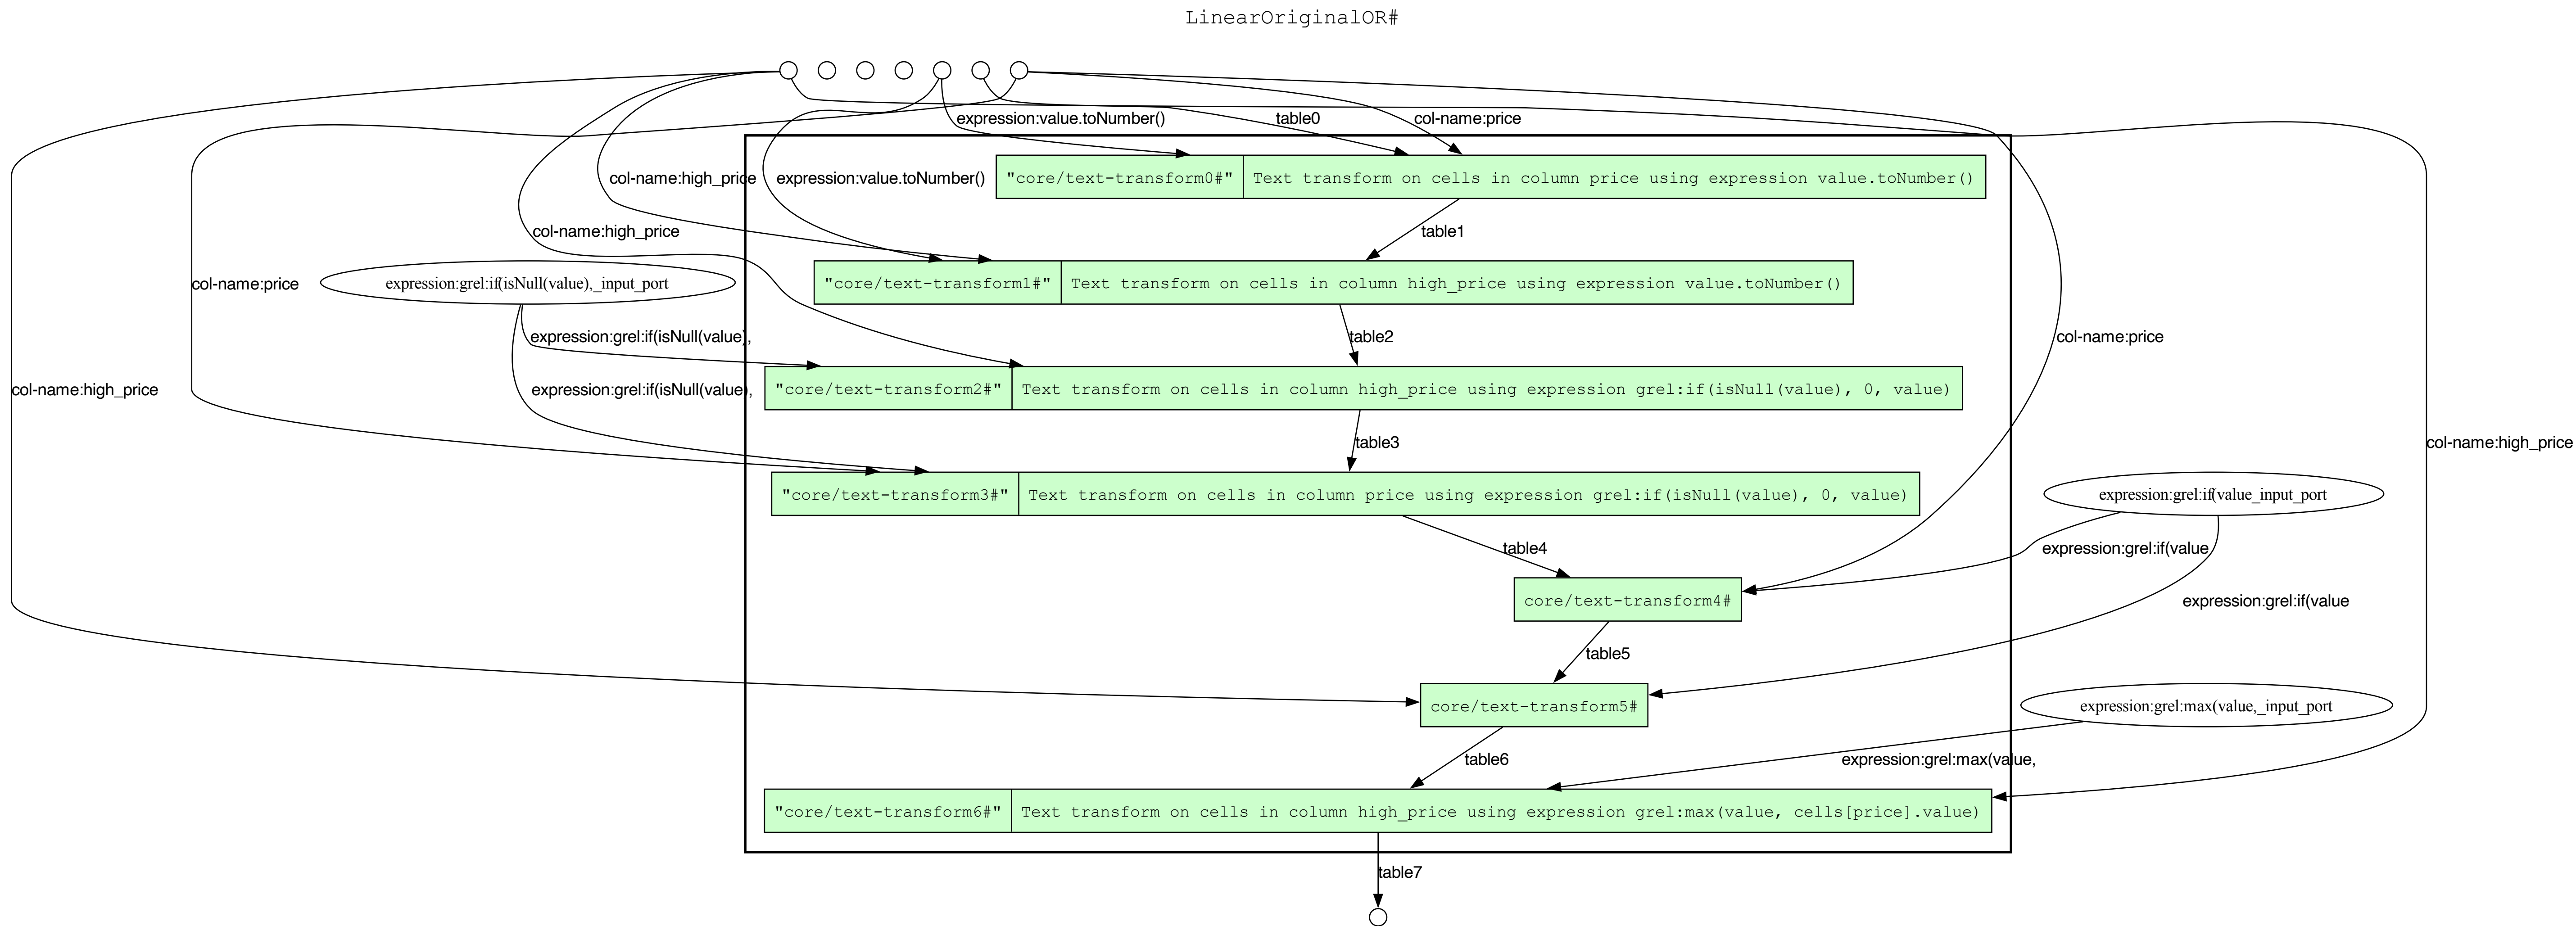 LinearOriginalOR#
expression:value.toNumber()
table0
col-name:price
"core/text-transform0#"
Text transform on cells in column price using expression value.toNumber()
col-name:high_price
expression:value.toNumber()
col-name:high_price
table1
col-name:price
expression:grel:if(isNull(value),_input_port
"core/text-transform1#"
Text transform on cells in column high_price using expression value.toNumber()
expression:grel:if(isNull(value),
table2
col-name:price
col-name:high_price
expression:grel:if(isNull(value),
"core/text-transform2#"
Text transform on cells in column high_price using expression grel:if(isNull(value), 0, value)
table3
col-name:high_price
"core/text-transform3#"
Text transform on cells in column price using expression grel:if(isNull(value), 0, value)
expression:grel:if(value_input_port
table4
expression:grel:if(value
core/text-transform4#
expression:grel:if(value
table5
core/text-transform5#
expression:grel:max(value,_input_port
table6
expression:grel:max(value,
"core/text-transform6#"
Text transform on cells in column high_price using expression grel:max(value, cells[price].value)
table7